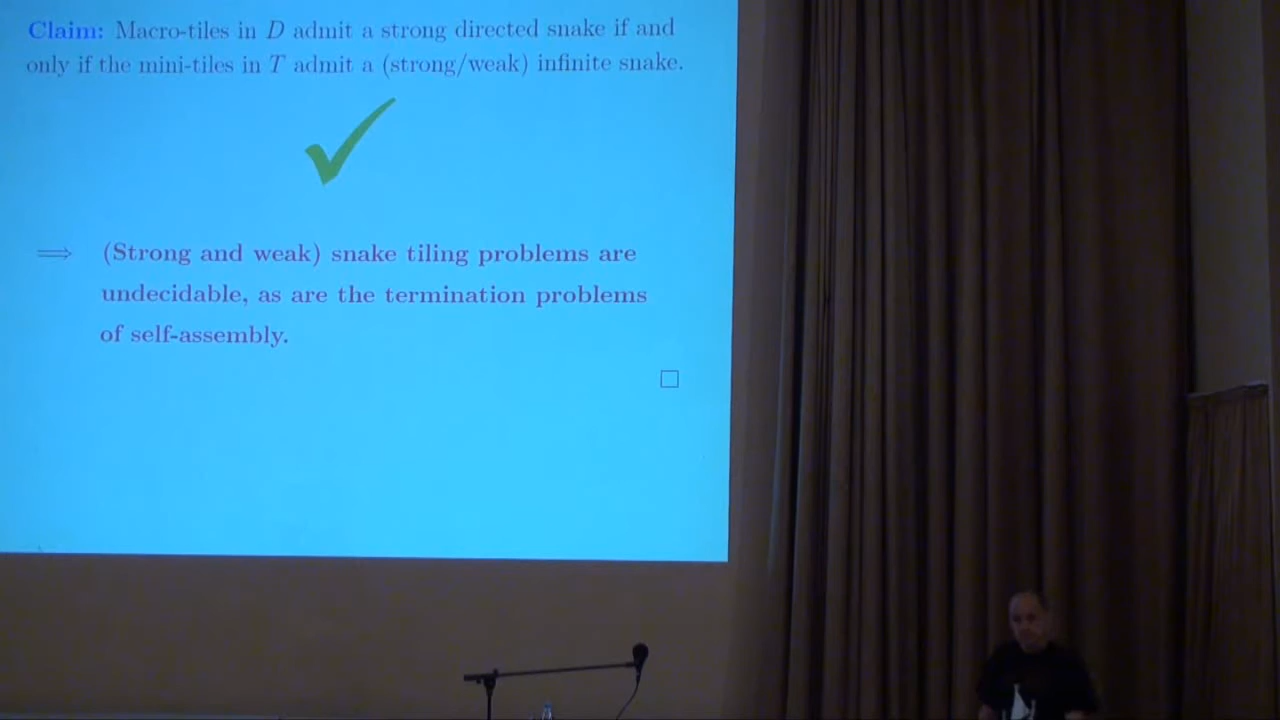 Claim: Macro-tiles in D admit a strong directed snake if and
only if the mini-tiles in T admit a (strong/weak) infinite snake.
⟹ (Strong and weak) snake tiling problems are
undecidable, as are the termination problems
of self-assembly.